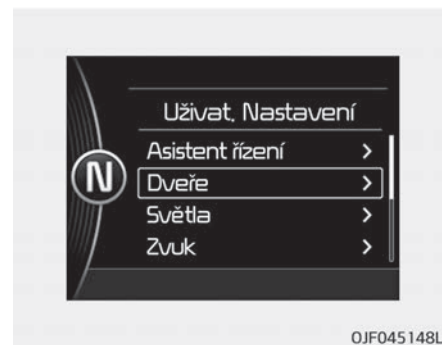 Uživat, Nastavení
Asistent řízení >
N
Dveře >
Světla >
Zvuk >
OJF045148L